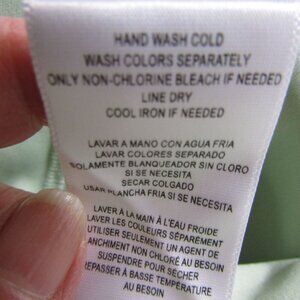 HAND WASH COLD
WASH COLORS SEPARATELY
ONLY NON-CHLORINE BLEACH IF NEEDED
LINE DRY
COOL IRON IF NEEDED
LAVAR A MANO CON AGUA FRIA
LAVAR COLORES SEPARADO
SOLAMENTE BLANQUEADOR SIN CLORO
SI SE NECESITA
SECAR COLGADO
USAR PLANCHA FRIA SI SE NECESITA
LAVER À LA MAIN À L'EAU FROIDE
LAVER LES COULEURS SÉPARÉMENT
UTILISER SEULEMENT UN AGENT DE
BLANCHIMENT NON CHLORÉ AU BESOIN
SUSPENDRE POUR SÉCHER
REPASSER À BASSE TEMPÉRATURE
AU BESOIN